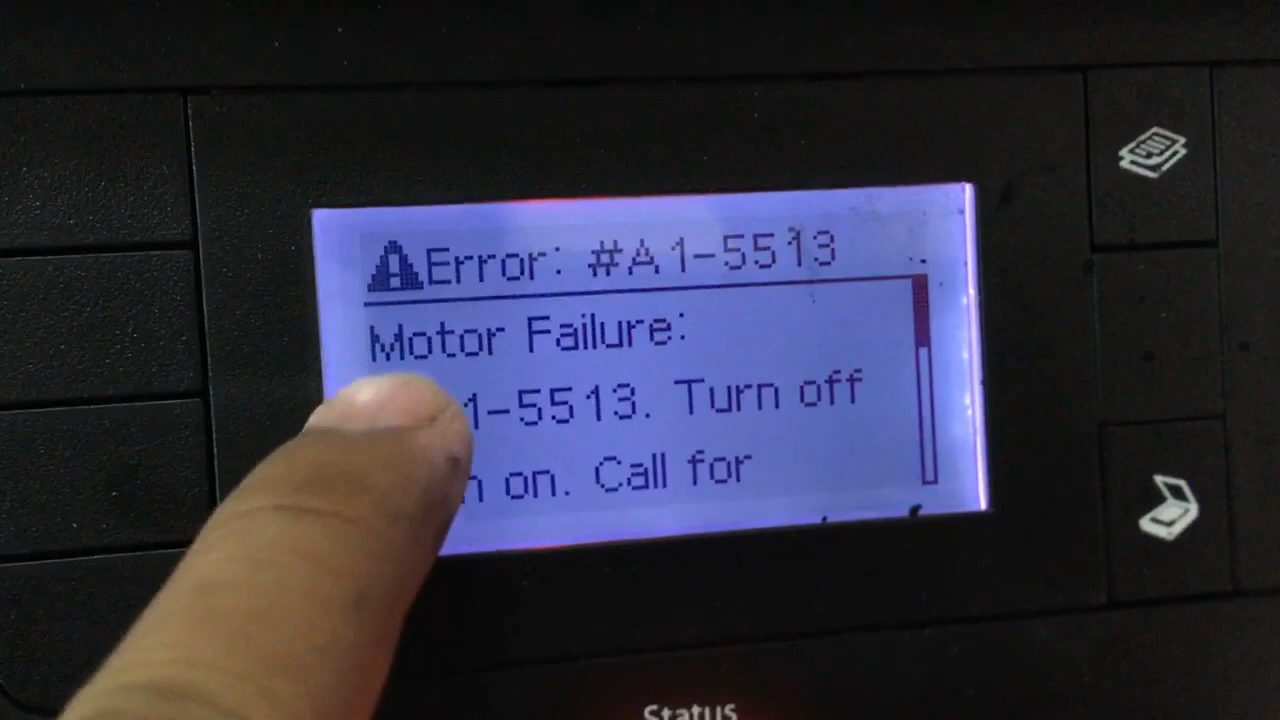 Error: #A1-5513
Motor Failure:
1-5513. Turn off
on. Call for
Status